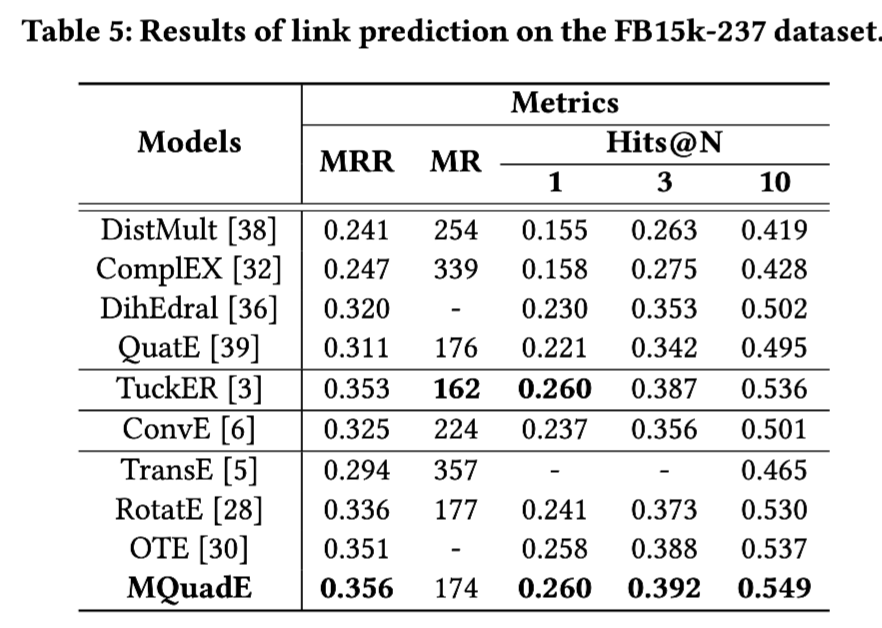 Table 5: Results of link prediction on the FB15k-237 dataset.
Models Metrics
MRR MR Hits@N
1 3 10
DistMult [38] 0.241 254 0.155 0.263 0.419
ComplEX [32] 0.247 339 0.158 0.275 0.428
DihEdral [36] 0.320 - 0.230 0.353 0.502
QuatE [39] 0.311 176 0.221 0.342 0.495
TuckER [3] 0.353 162 0.260 0.387 0.536
ConvE [6] 0.325 224 0.237 0.356 0.501
TransE [5] 0.294 357 - - 0.465
RotatE [28] 0.336 177 0.241 0.373 0.530
OTE [30] 0.351 - 0.258 0.388 0.537
MQuadE 0.356 174 0.260 0.392 0.549